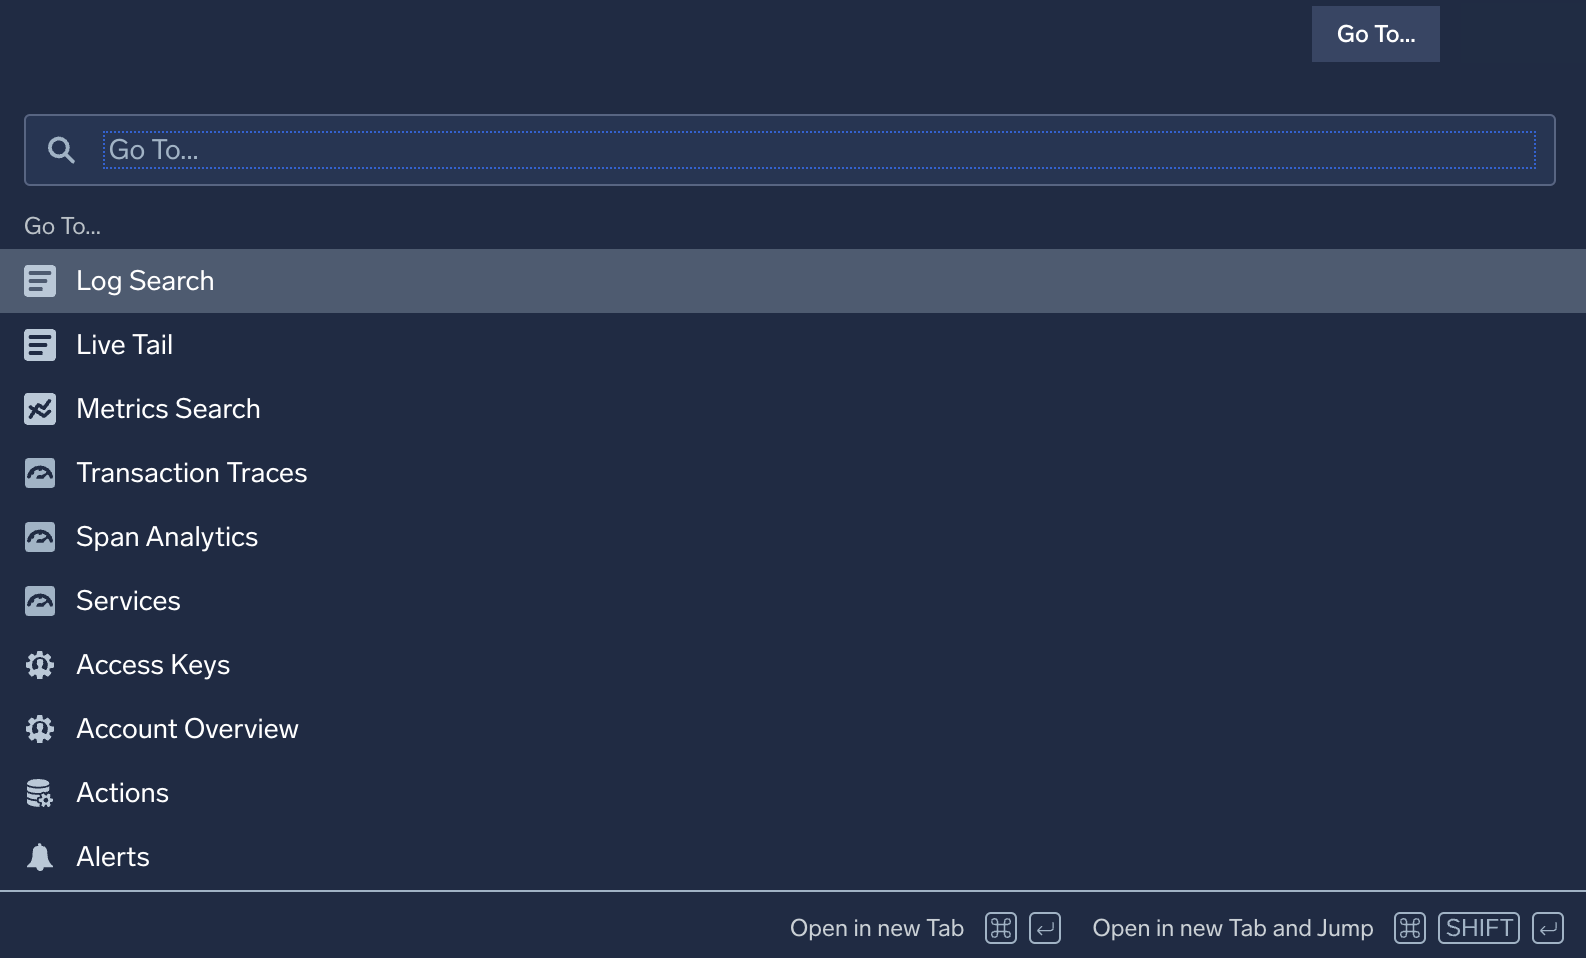 Go To...
Go To...
Go To...
Log Search
Live Tail
Metrics Search
Transaction Traces
Span Analytics
Services
Access Keys
Account Overview
Actions
Alerts
Open in new Tab ⌘ ↵ Open in new Tab and Jump ⌘ SHIFT ↵